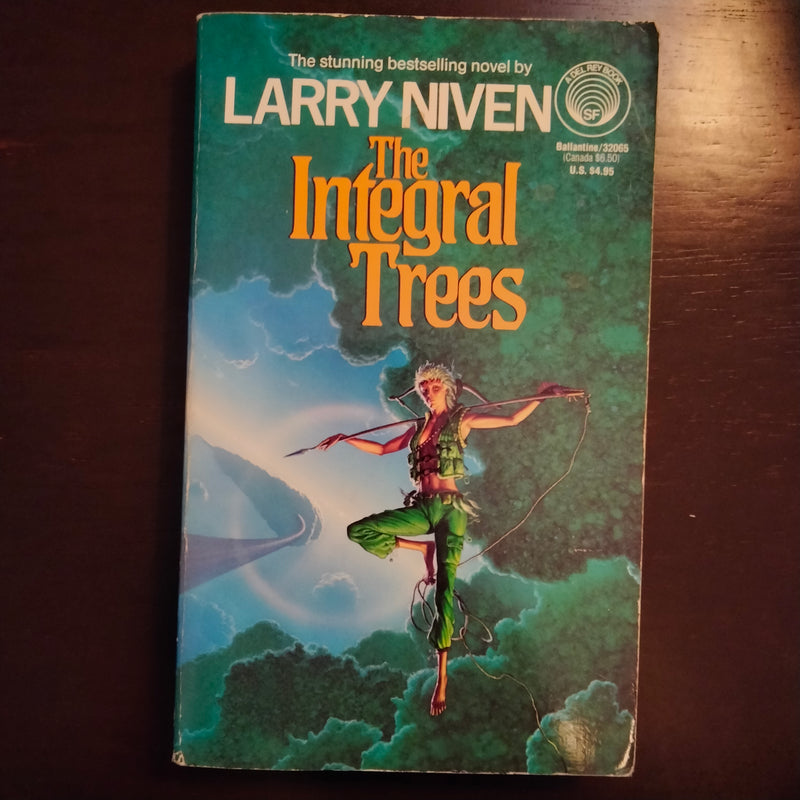 The stunning bestselling novel by
LARRY NIVEN
A DEL REY BOOK
SF
Ballantine/32065
(Canada $6.50)
U.S. $4.95
The
Integral
Trees